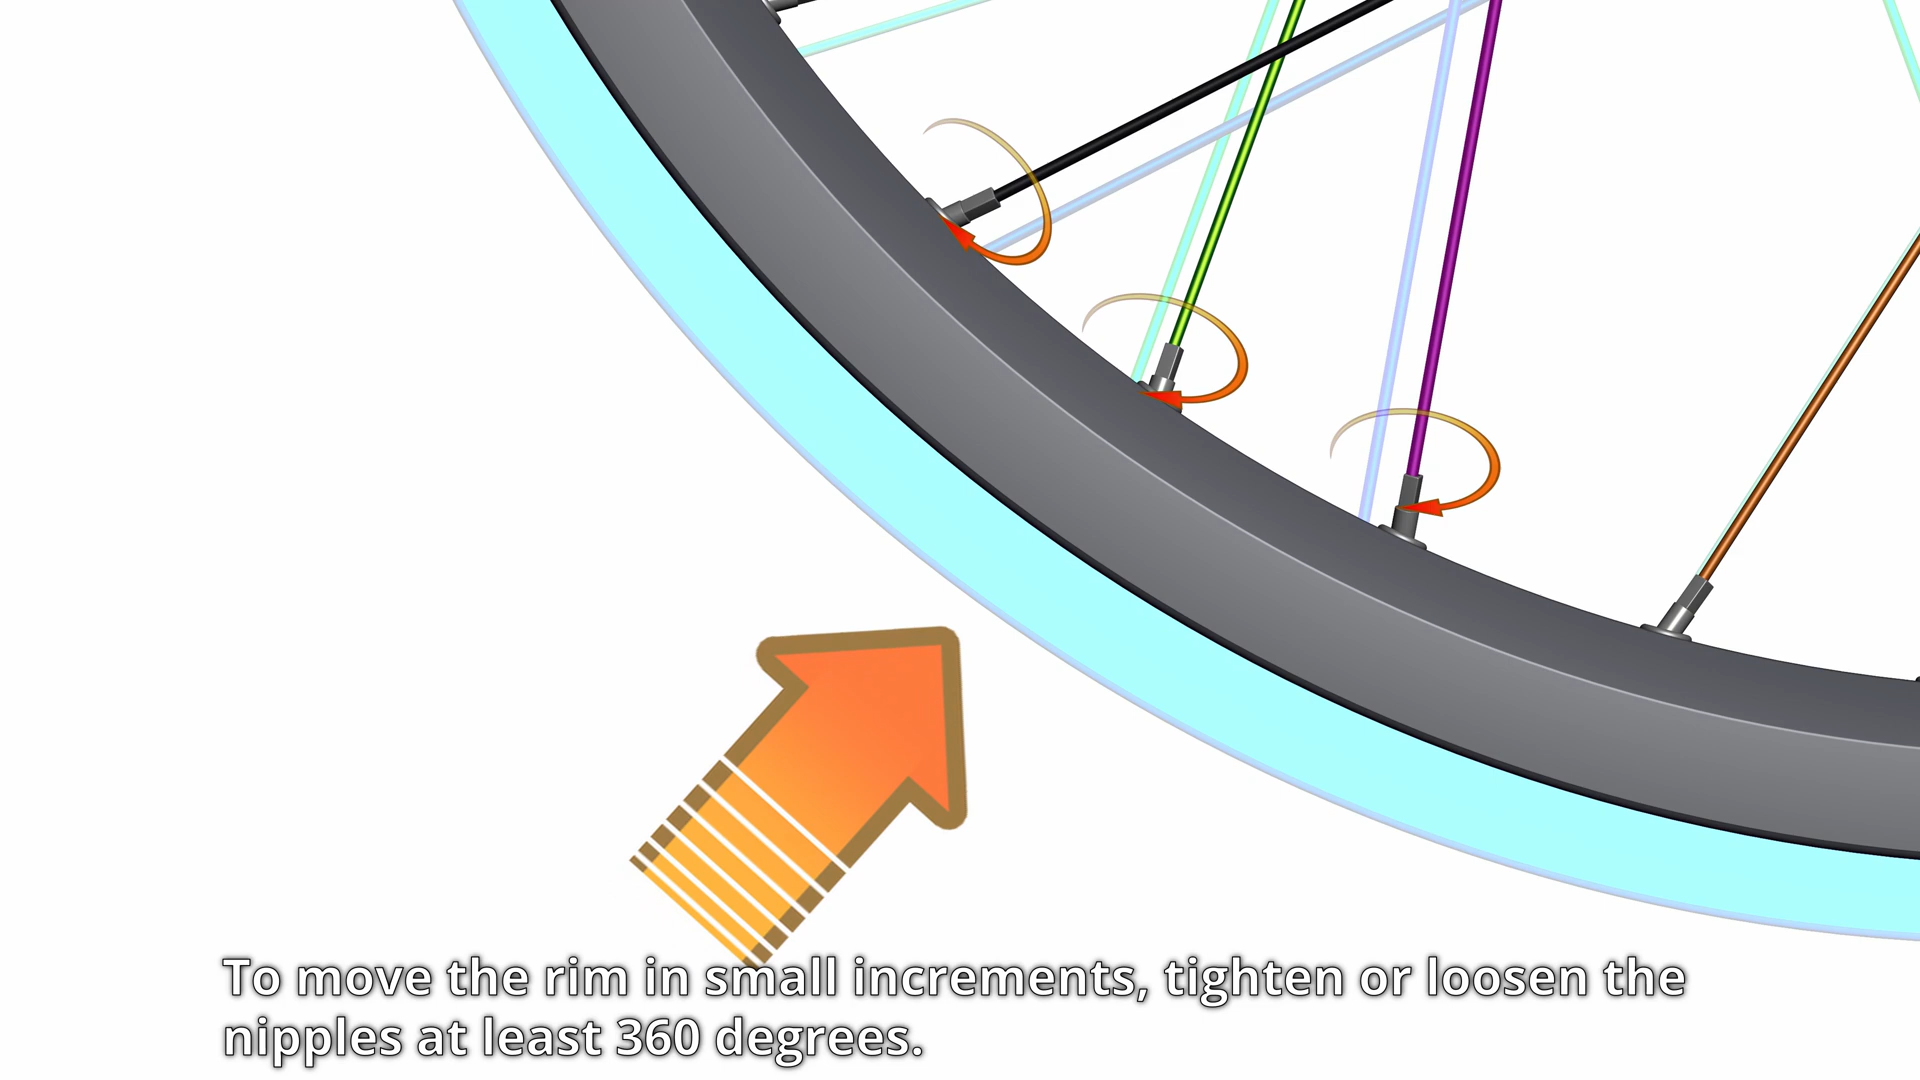 To move the rim in small increments, tighten or loosen the
nipples at least 360 degrees.